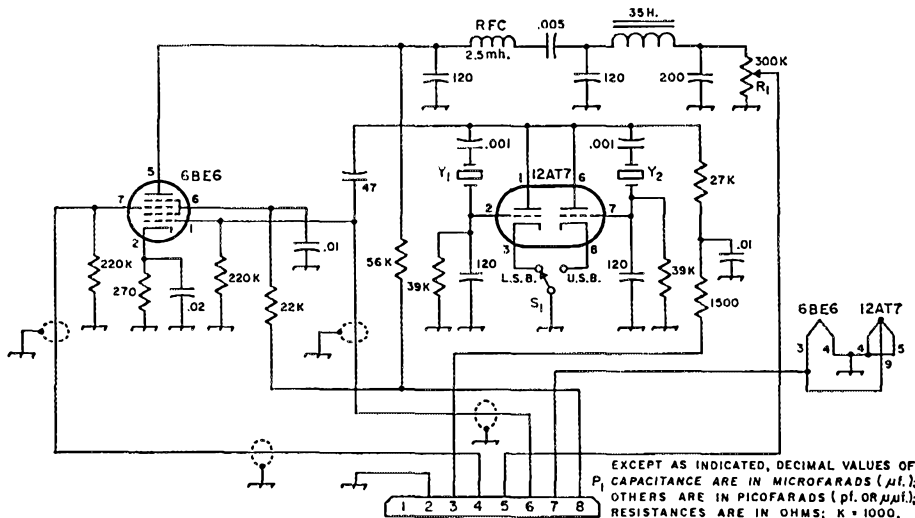 35H.
RFC
.005
2.5mh.
300K
R1
120
120
200
.001
.001
5
6BE6
47
Y1
12AT7
Y2
1
6
27K
7
6
1
2
7
2
3
8
.01
.01
220K
220K
56K
120
L.S.B.
U.S.B.
120
39K
39K
270
.02
22K
S1
1500
6BE6
12AT7
3
4
4
5
9
P1
1 2 3 4 5 6 7 8
EXCEPT AS INDICATED, DECIMAL VALUES OF
CAPACITANCE ARE IN MICROFARADS (µf.);
OTHERS ARE IN PICOFARADS (pf. OR µµf.);
RESISTANCES ARE IN OHMS; K = 1000.